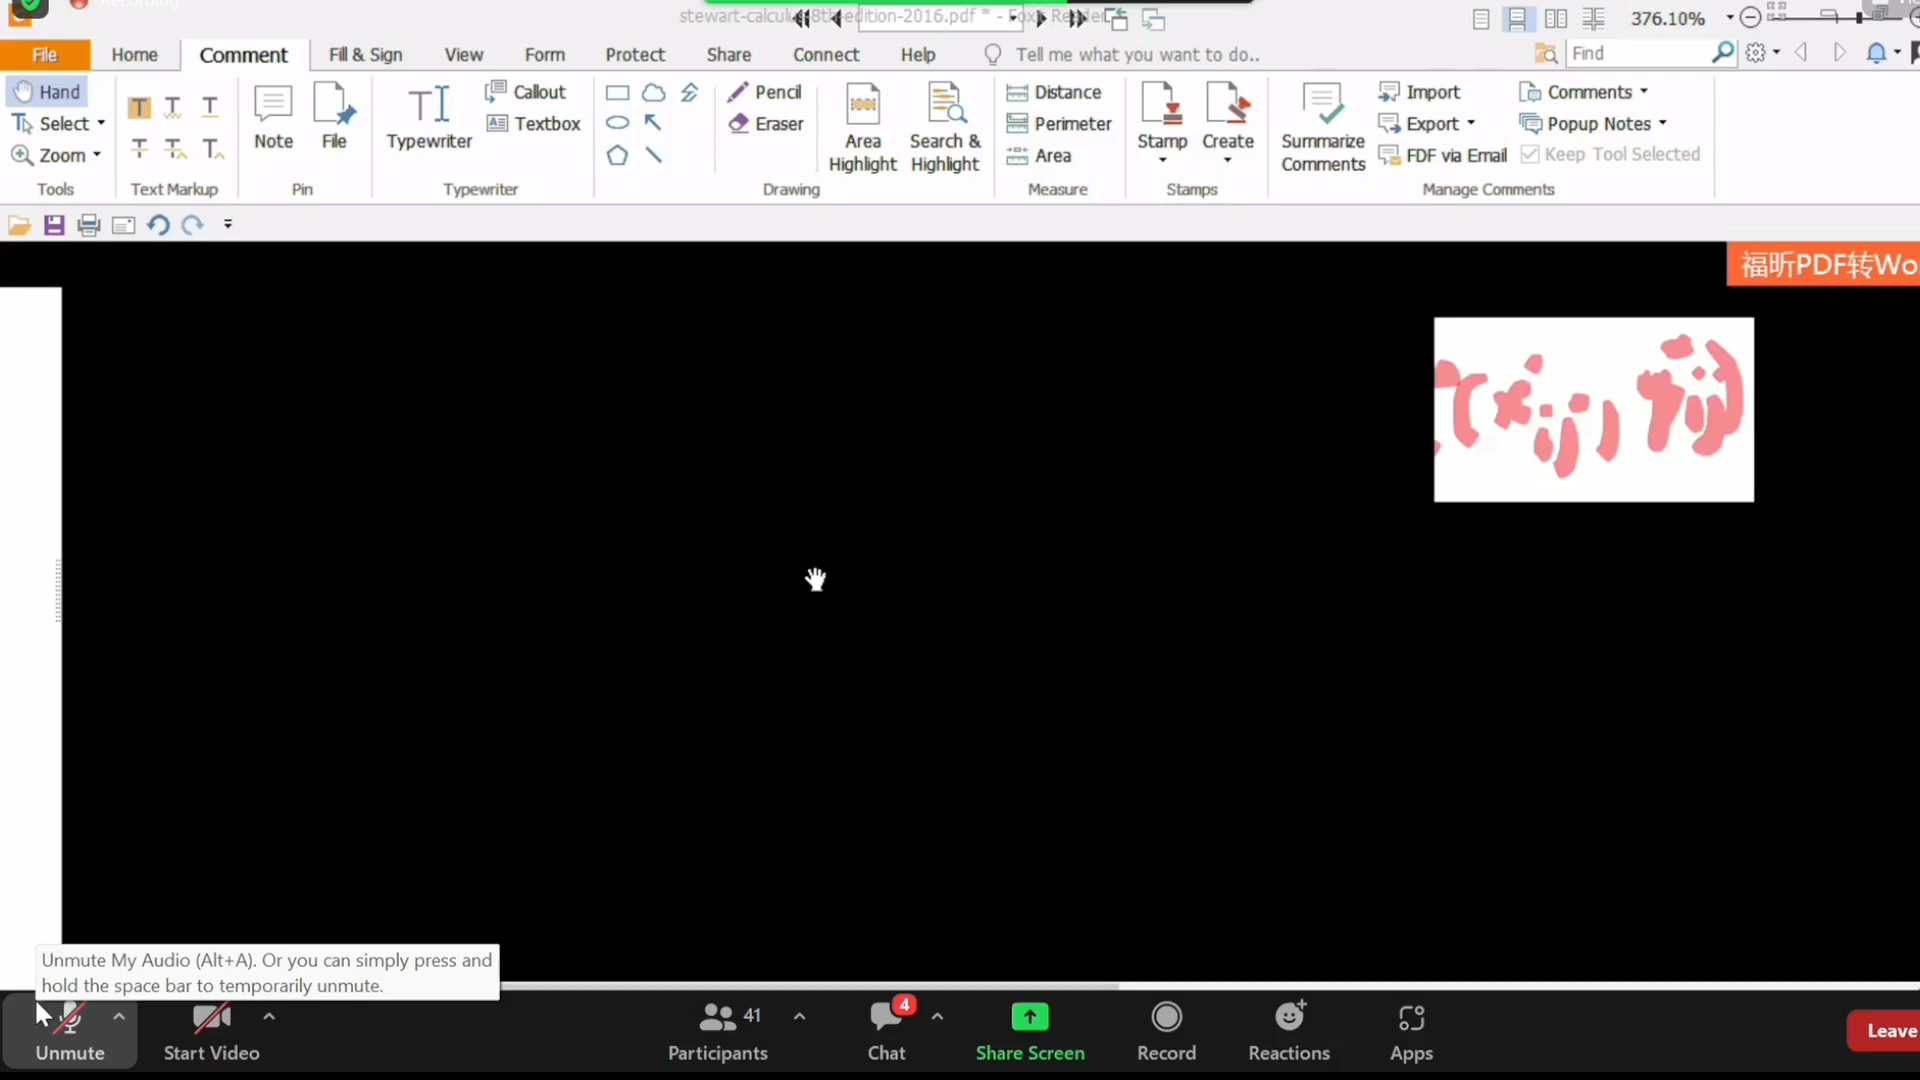 Recording
stewart-calculus-8th-edition-2016.pdf * - Foxit Reader
376.10%
File Home Comment Fill & Sign View Form Protect Share Connect Help Tell me what you want to do.. Find
Hand
Select
Zoom
Tools
T T T
T T T
Text Markup
Note File
Pin
Typewriter
Callout
Textbox
Typewriter
Pencil
Eraser
Area Highlight
Search & Highlight
Drawing
Distance
Perimeter
Area
Measure
Stamp Create
Stamps
Summarize Comments
Import
Export
FDF via Email
Comments
Popup Notes
Keep Tool Selected
Manage Comments
福昕PDF转Wo
Unmute My Audio (Alt+A). Or you can simply press and
hold the space bar to temporarily unmute.
41 4
Unmute Start Video Participants Chat Share Screen Record Reactions Apps Leave